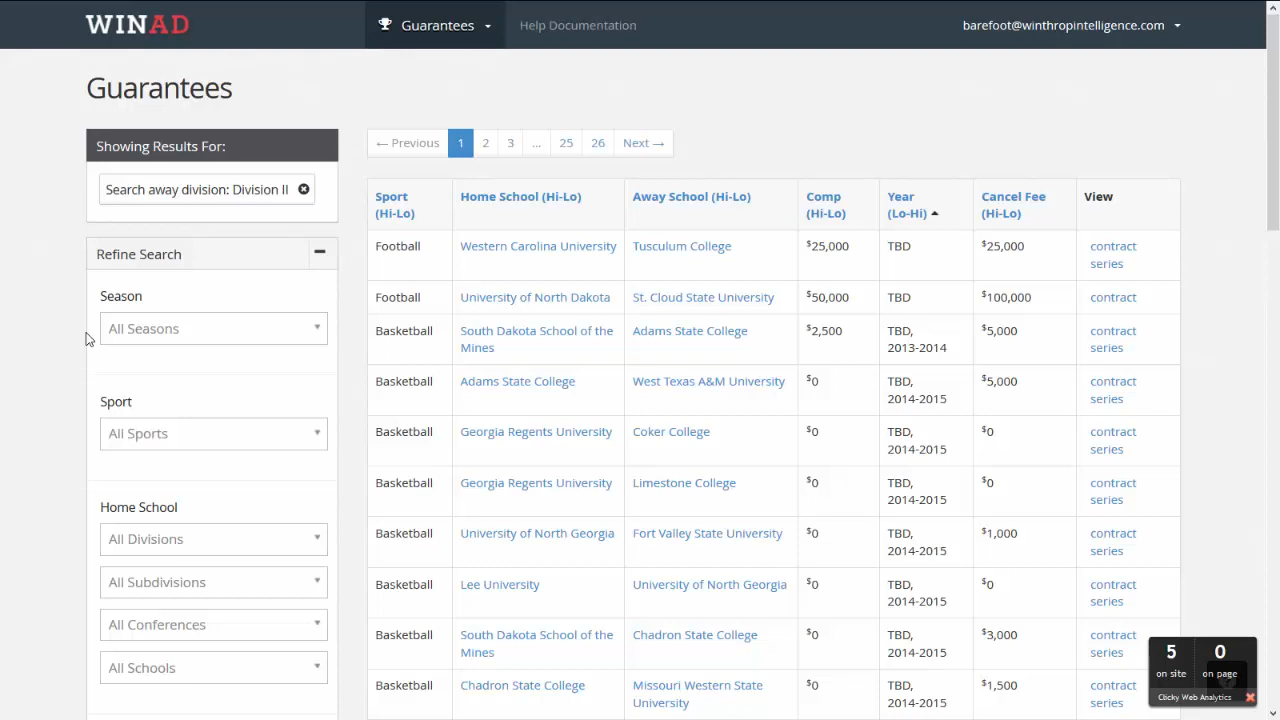 WINAD
Guarantees
Help Documentation
barefoot@winthropintelligence.com
Guarantees
Showing Results For:
Search away division: Division II
Refine Search
Season
All Seasons
Sport
All Sports
Home School
All Divisions
All Subdivisions
All Conferences
All Schools
← Previous 1 2 3 ... 25 26 Next →
Sport (Hi-Lo) Home School (Hi-Lo) Away School (Hi-Lo) Comp (Hi-Lo) Year (Lo-Hi) Cancel Fee (Hi-Lo) View
Football Western Carolina University Tusculum College $25,000 TBD $25,000 contract series
Football University of North Dakota St. Cloud State University $50,000 TBD $100,000 contract
Basketball South Dakota School of the Mines Adams State College $2,500 TBD, 2013-2014 $5,000 contract series
Basketball Adams State College West Texas A&M University $0 TBD, 2014-2015 $5,000 contract series
Basketball Georgia Regents University Coker College $0 TBD, 2014-2015 $0 contract series
Basketball Georgia Regents University Limestone College $0 TBD, 2014-2015 $0 contract series
Basketball University of North Georgia Fort Valley State University $0 TBD, 2014-2015 $1,000 contract series
Basketball Lee University University of North Georgia $0 TBD, 2014-2015 $0 contract series
Basketball South Dakota School of the Mines Chadron State College $0 TBD, 2014-2015 $3,000 contract series
Basketball Chadron State College Missouri Western State University $0 TBD, 2014-2015 $1,500 contract series
5 0
on site on page
Clicky Web Analytics